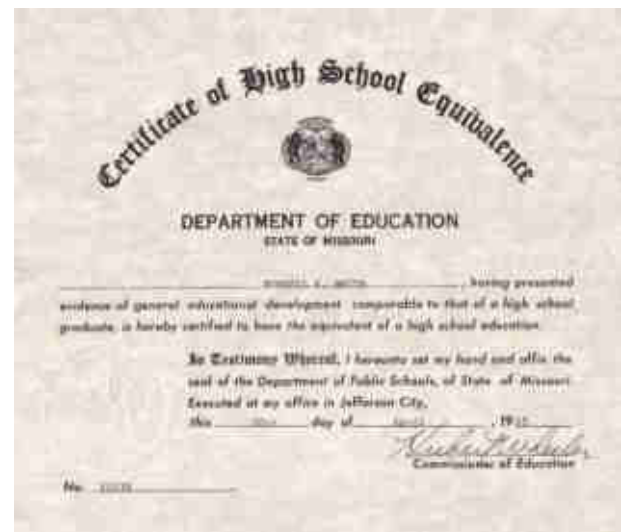 Certificate of High School Equivalence
DEPARTMENT OF EDUCATION
STATE OF MISSOURI
, having presented
evidence of general educational development comparable to that of a high school
graduate, is hereby certified to have the equivalent of a high school education.
In Testimony Whereof, I hereunto set my hand and affix the
seal of the Department of Public Schools, of State of Missouri.
Executed at my office in Jefferson City,
this day of April, 19
Commissioner of Education
No.